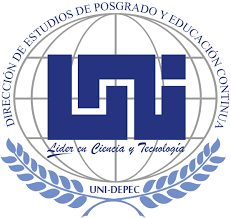 DIRECCIÓN DE ESTUDIOS DE POSGRADO Y EDUCACIÓN CONTINUA
UNI
Líder en Ciencia y Tecnología
UNI-DEPEC